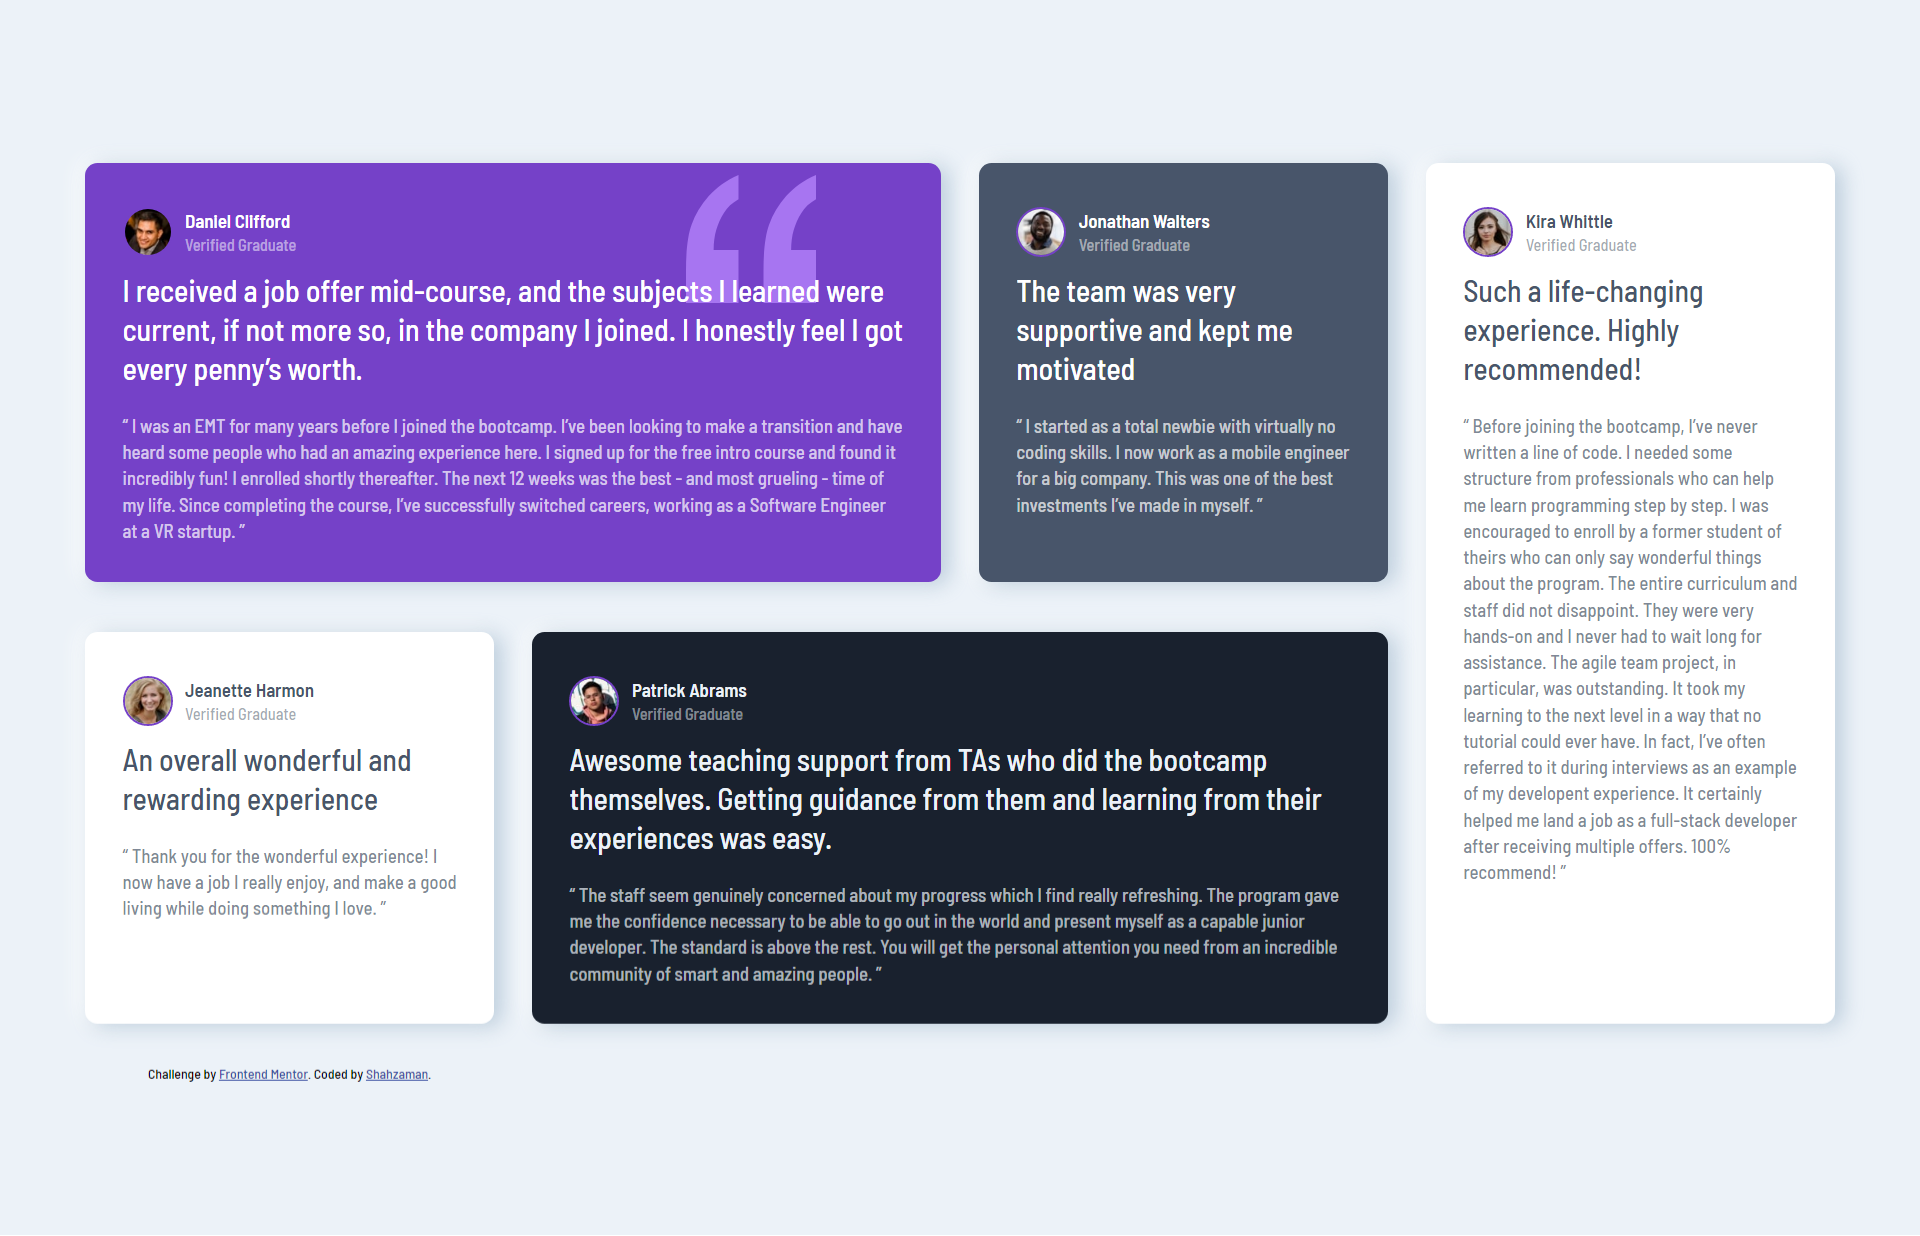 Daniel Clifford
Verified Graduate
I received a job offer mid-course, and the subjects I learned were
current, if not more so, in the company I joined. I honestly feel I got
every penny’s worth.
“ I was an EMT for many years before I joined the bootcamp. I’ve been looking to make a transition and have
heard some people who had an amazing experience here. I signed up for the free intro course and found it
incredibly fun! I enrolled shortly thereafter. The next 12 weeks was the best - and most grueling - time of
my life. Since completing the course, I’ve successfully switched careers, working as a Software Engineer
at a VR startup. ”
Jonathan Walters
Verified Graduate
The team was very
supportive and kept me
motivated
“ I started as a total newbie with virtually no
coding skills. I now work as a mobile engineer
for a big company. This was one of the best
investments I’ve made in myself. ”
Kira Whittle
Verified Graduate
Such a life-changing
experience. Highly
recommended!
“ Before joining the bootcamp, I’ve never
written a line of code. I needed some
structure from professionals who can help
me learn programming step by step. I was
encouraged to enroll by a former student of
theirs who can only say wonderful things
about the program. The entire curriculum and
staff did not disappoint. They were very
hands-on and I never had to wait long for
assistance. The agile team project, in
particular, was outstanding. It took my
learning to the next level in a way that no
tutorial could ever have. In fact, I’ve often
referred to it during interviews as an example
of my developent experience. It certainly
helped me land a job as a full-stack developer
after receiving multiple offers. 100%
recommend! ”
Jeanette Harmon
Verified Graduate
An overall wonderful and
rewarding experience
“ Thank you for the wonderful experience! I
now have a job I really enjoy, and make a good
living while doing something I love. ”
Patrick Abrams
Verified Graduate
Awesome teaching support from TAs who did the bootcamp
themselves. Getting guidance from them and learning from their
experiences was easy.
“ The staff seem genuinely concerned about my progress which I find really refreshing. The program gave
me the confidence necessary to be able to go out in the world and present myself as a capable junior
developer. The standard is above the rest. You will get the personal attention you need from an incredible
community of smart and amazing people. ”
Challenge by Frontend Mentor. Coded by Shahzaman.